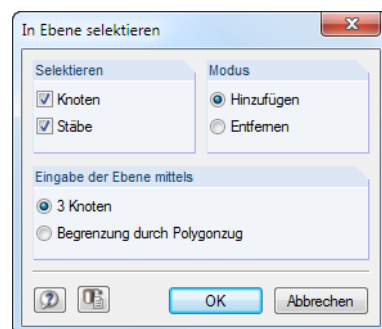 In Ebene selektieren
Selektieren
Modus
Knoten
Hinzufügen
Stäbe
Entfernen
Eingabe der Ebene mittels
3 Knoten
Begrenzung durch Polygonzug
OK
Abbrechen